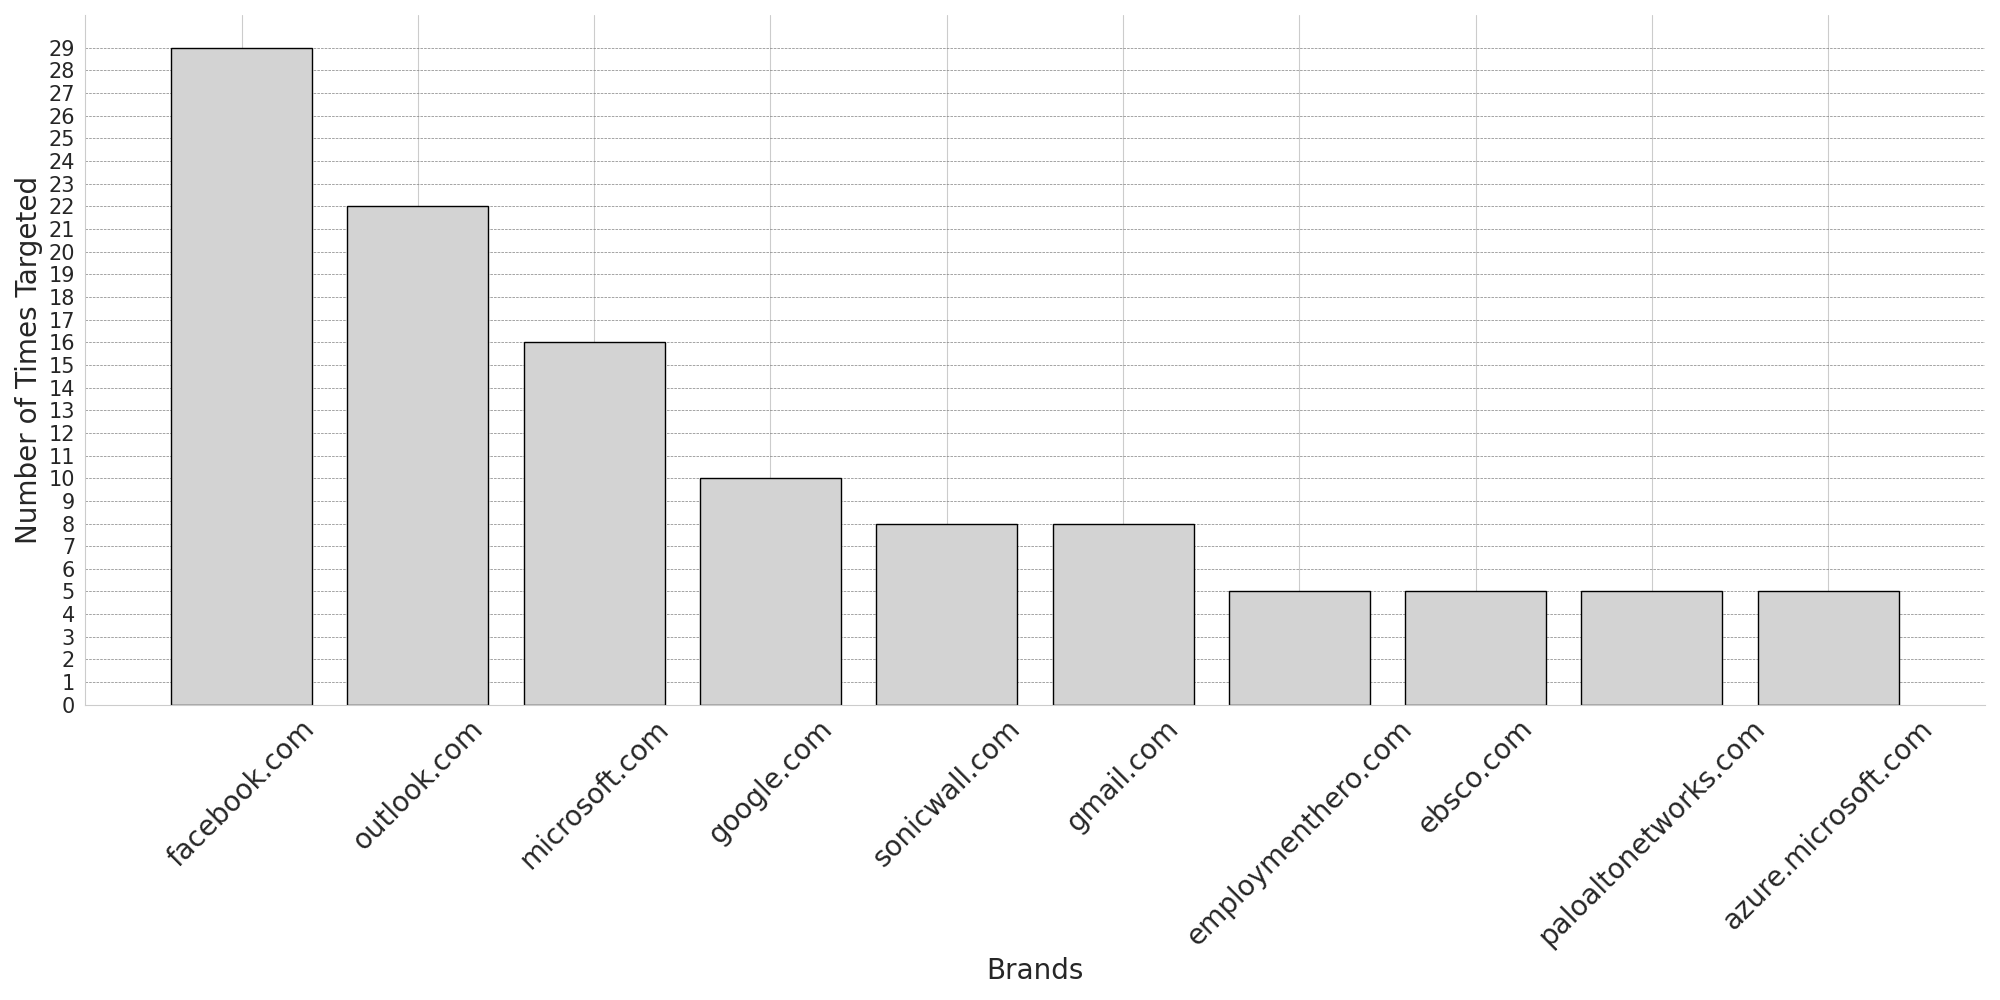 Number of Times Targeted
29
28
27
26
25
24
23
22
21
20
19
18
17
16
15
14
13
12
11
10
9
8
7
6
5
4
3
2
1
0
facebook.com
outlook.com
microsoft.com
google.com
sonicwall.com
gmail.com
employmenthero.com
ebsco.com
paloaltonetworks.com
azure.microsoft.com
Brands